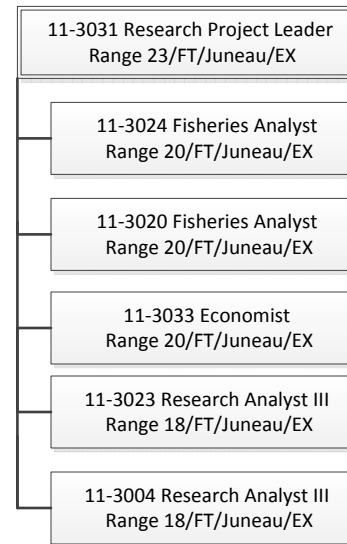 11-3031 Research Project Leader
Range 23/FT/Juneau/EX
11-3024 Fisheries Analyst
Range 20/FT/Juneau/EX
11-3020 Fisheries Analyst
Range 20/FT/Juneau/EX
11-3033 Economist
Range 20/FT/Juneau/EX
11-3023 Research Analyst III
Range 18/FT/Juneau/EX
11-3004 Research Analyst III
Range 18/FT/Juneau/EX